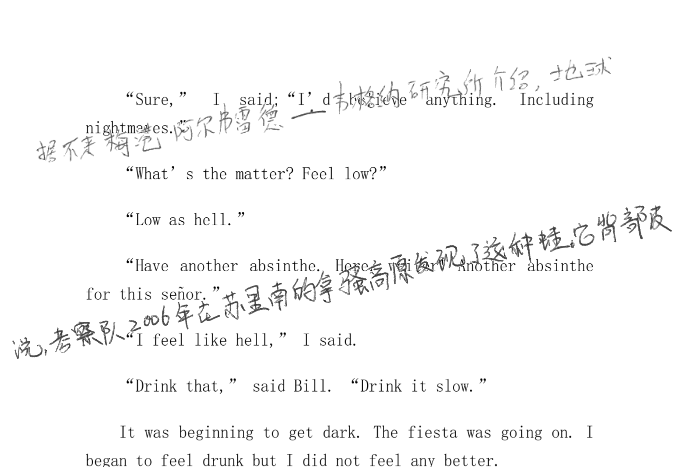 “Sure,” I said; “I’d believe anything. Including
nightmares.”
据不来梅港阿尔弗雷德一韦格纳研究所介绍，地球
“What’s the matter? Feel low?”
“Low as hell.”
“Have another absinthe. Here, waiter! Another absinthe
for this señor.”
说，考察队2006年在苏里南的拿骚高原发现了这种蛙，它背部皮
“I feel like hell,” I said.
“Drink that,” said Bill. “Drink it slow.”
It was beginning to get dark. The fiesta was going on. I
began to feel drunk but I did not feel any better.